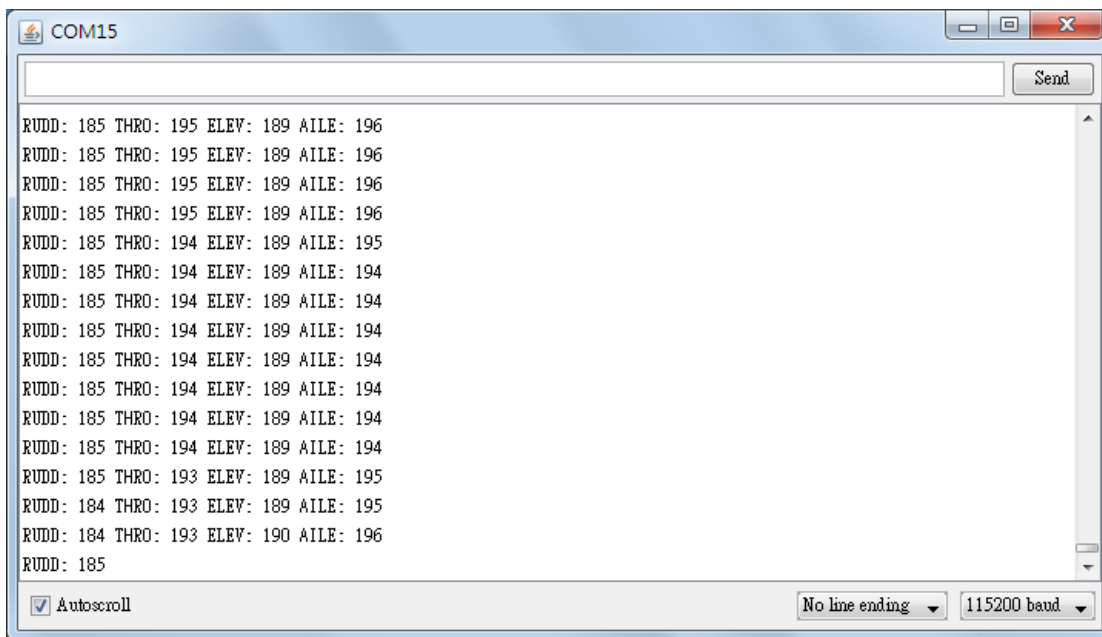 COM15
Send
RUDD: 185 THRO: 195 ELEV: 189 AILE: 196
RUDD: 185 THRO: 195 ELEV: 189 AILE: 196
RUDD: 185 THRO: 195 ELEV: 189 AILE: 196
RUDD: 185 THRO: 195 ELEV: 189 AILE: 196
RUDD: 185 THRO: 194 ELEV: 189 AILE: 195
RUDD: 185 THRO: 194 ELEV: 189 AILE: 194
RUDD: 185 THRO: 194 ELEV: 189 AILE: 194
RUDD: 185 THRO: 194 ELEV: 189 AILE: 194
RUDD: 185 THRO: 194 ELEV: 189 AILE: 194
RUDD: 185 THRO: 194 ELEV: 189 AILE: 194
RUDD: 185 THRO: 194 ELEV: 189 AILE: 194
RUDD: 185 THRO: 194 ELEV: 189 AILE: 194
RUDD: 185 THRO: 193 ELEV: 189 AILE: 195
RUDD: 184 THRO: 193 ELEV: 189 AILE: 195
RUDD: 184 THRO: 193 ELEV: 190 AILE: 196
RUDD: 185
Autoscroll No line ending 115200 baud